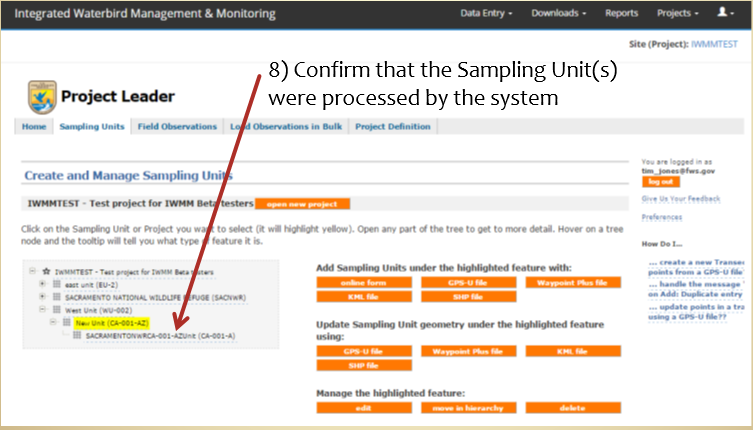 Integrated Waterbird Management & Monitoring
Data Entry
Downloads
Reports
Projects
Site (Project): IWMMTEST
8) Confirm that the Sampling Unit(s)
were processed by the system
Project Leader
Home
Sampling Units
Field Observations
Load Observations in Bulk
Project Definition
Create and Manage Sampling Units
You are logged in as
tim_jones@fws.gov
log out
Give Us Your Feedback
Preferences
How Do I...
... create a new Transe
points from a GPS-U file
... handle the message '
on Add: Duplicate entry
... update points in a tra
using a GPS-U file??
IWMMTEST - Test project for IWMM Beta testers
open new project
Click on the Sampling Unit or Project you want to select (it will highlight yellow). Open any part of the tree to get to more detail. Hover on a tree
node and the tooltip will tell you what type of feature it is.
IWMMTEST - Test project for IWMM Beta testers
east unit (EU-2)
SACRAMENTO NATIONAL WILDLIFE REFUGE (SACNWR)
West Unit (WU-002)
New Unit (CA-001-AZ)
SACRAMENTONWRCA-001-AZUnit (CA-001-A)
Add Sampling Units under the highlighted feature with:
online form
GPS-U file
Waypoint Plus file
KML file
SHP file
Update Sampling Unit geometry under the highlighted feature
using:
GPS-U file
Waypoint Plus file
KML file
SHP file
Manage the highlighted feature:
edit
move in hierarchy
delete